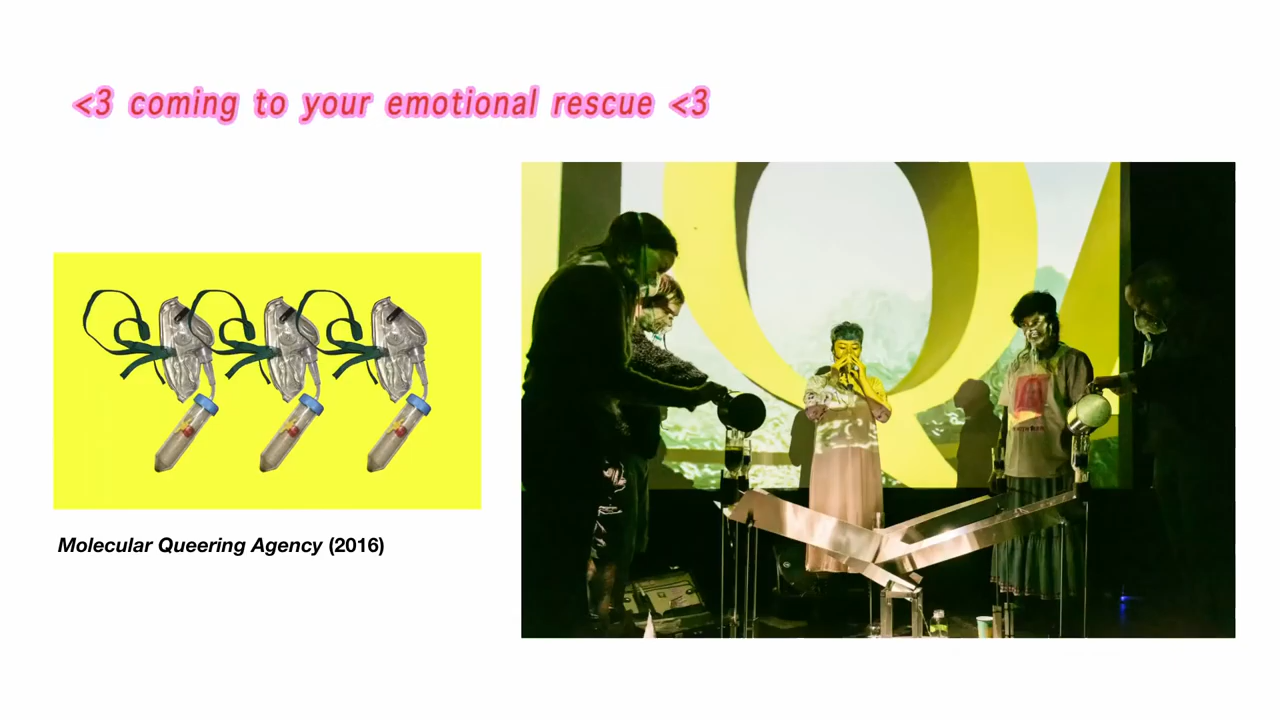 <3 coming to your emotional rescue <3
Q
Molecular Queering Agency (2016)